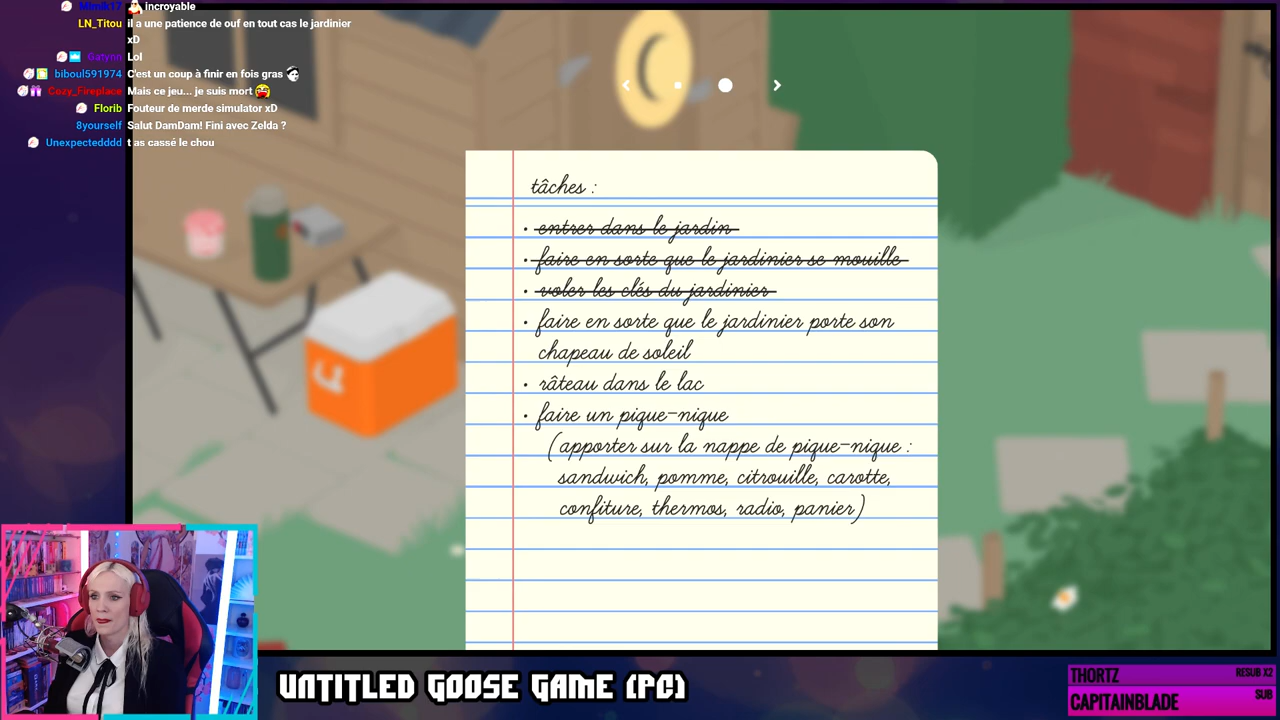 Mimik17 incroyable
LN_Titou il a une patience de ouf en tout cas le jardinier
xD
Gatynn Lol
biboul591974 C'est un coup à finir en fois gras
Cozy_Fireplace Mais ce jeu... je suis mort
Florib Fouteur de merde simulator xD
8yourself Salut DamDam! Fini avec Zelda ?
Unexpectedddd t as cassé le chou
tâches :
• entrer dans le jardin
• faire en sorte que le jardinier se mouille
• voler les clés du jardinier
• faire en sorte que le jardinier porte son
chapeau de soleil
• râteau dans le lac
• faire un pique-nique
(apporter sur la nappe de pique-nique :
sandwich, pomme, citrouille, carotte,
confiture, thermos, radio, panier)
UNTITLED GOOSE GAME (PC)
THORTZ RESUB X2
CAPITAINBLADE SUB